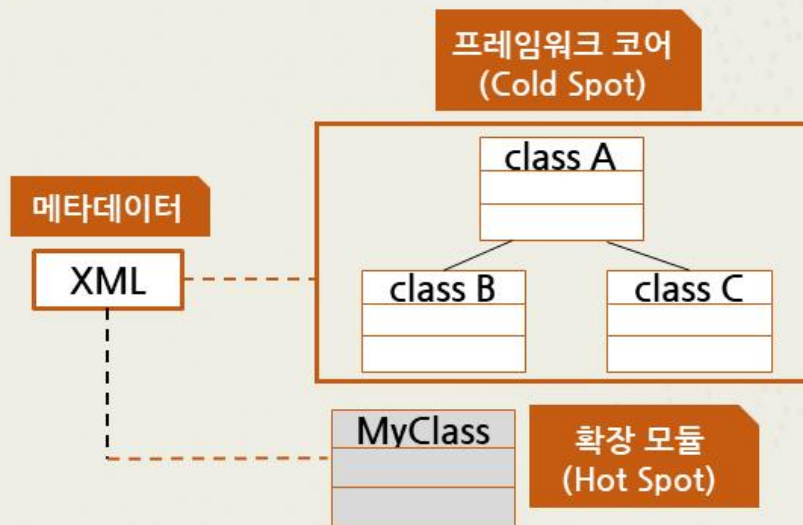 프레임워크 코어
(Cold Spot)
class A
메타데이터
XML
class B
class C
MyClass
확장 모듈
(Hot Spot)